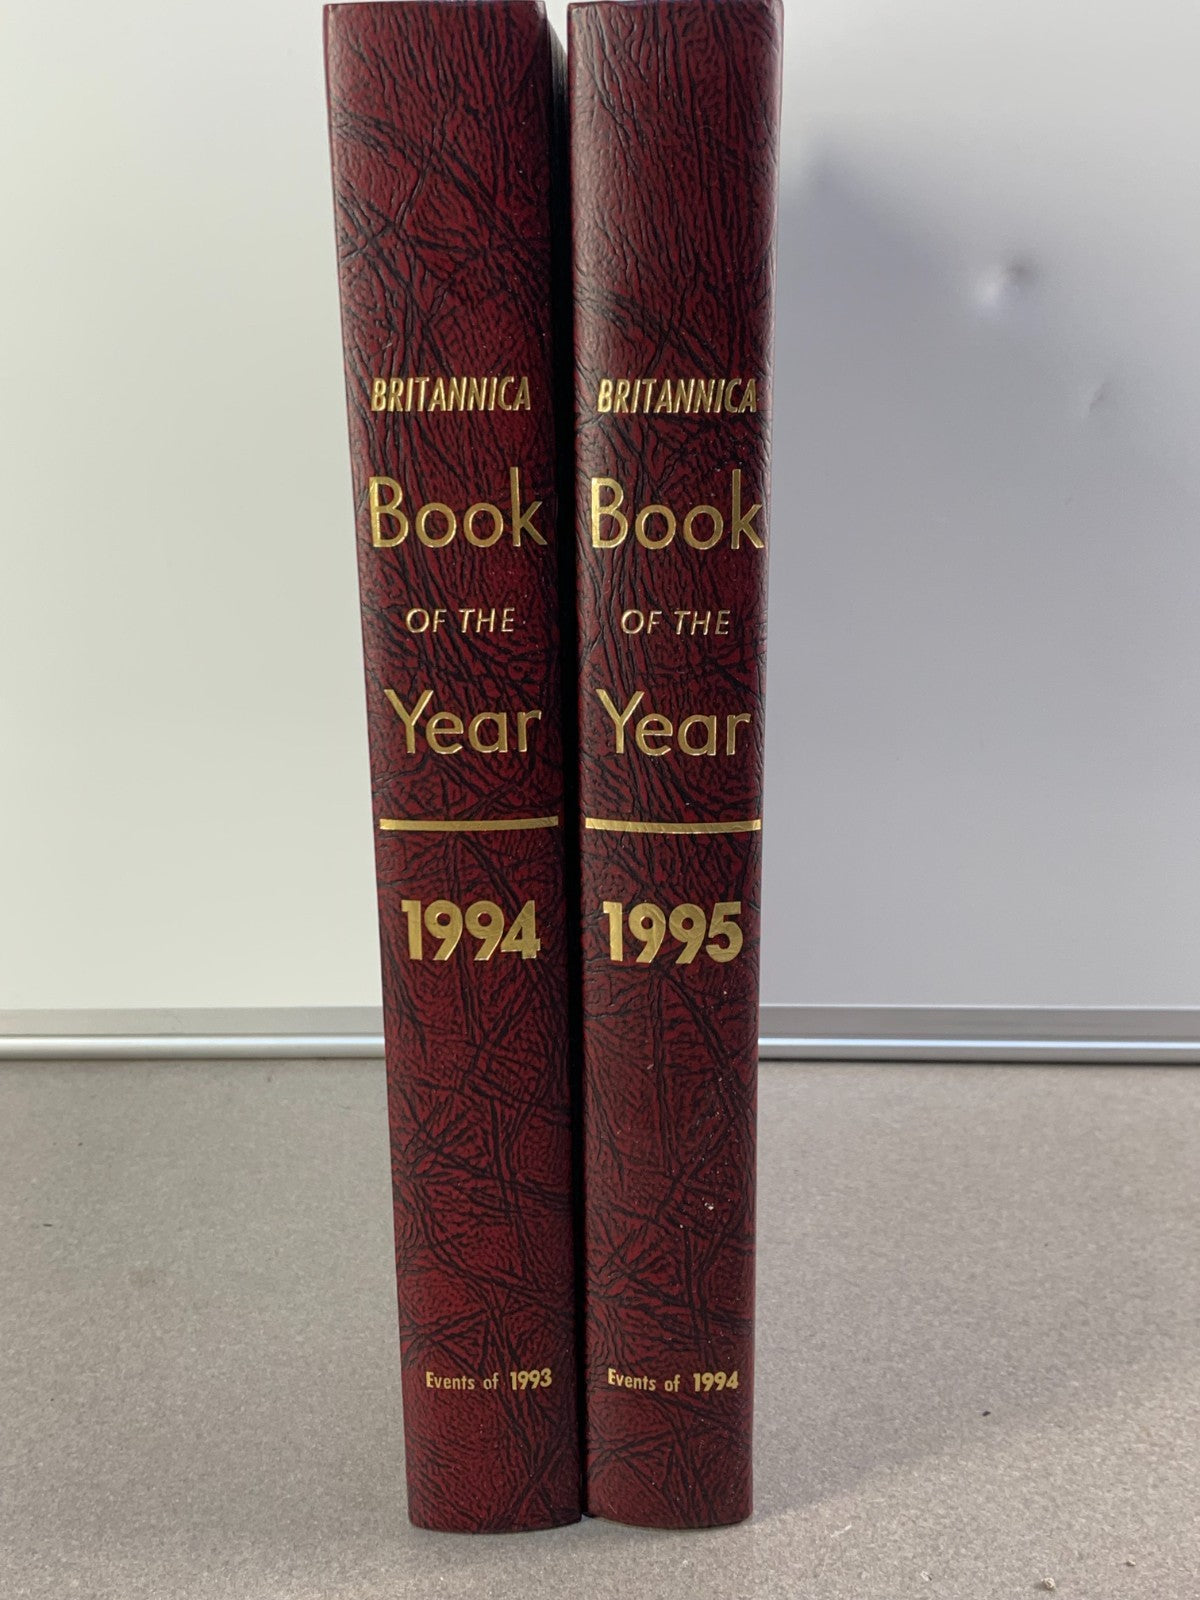 BRITANNICA
Book
OF THE
Year
1994
Events of 1993
BRITANNICA
Book
OF THE
Year
1995
Events of 1994